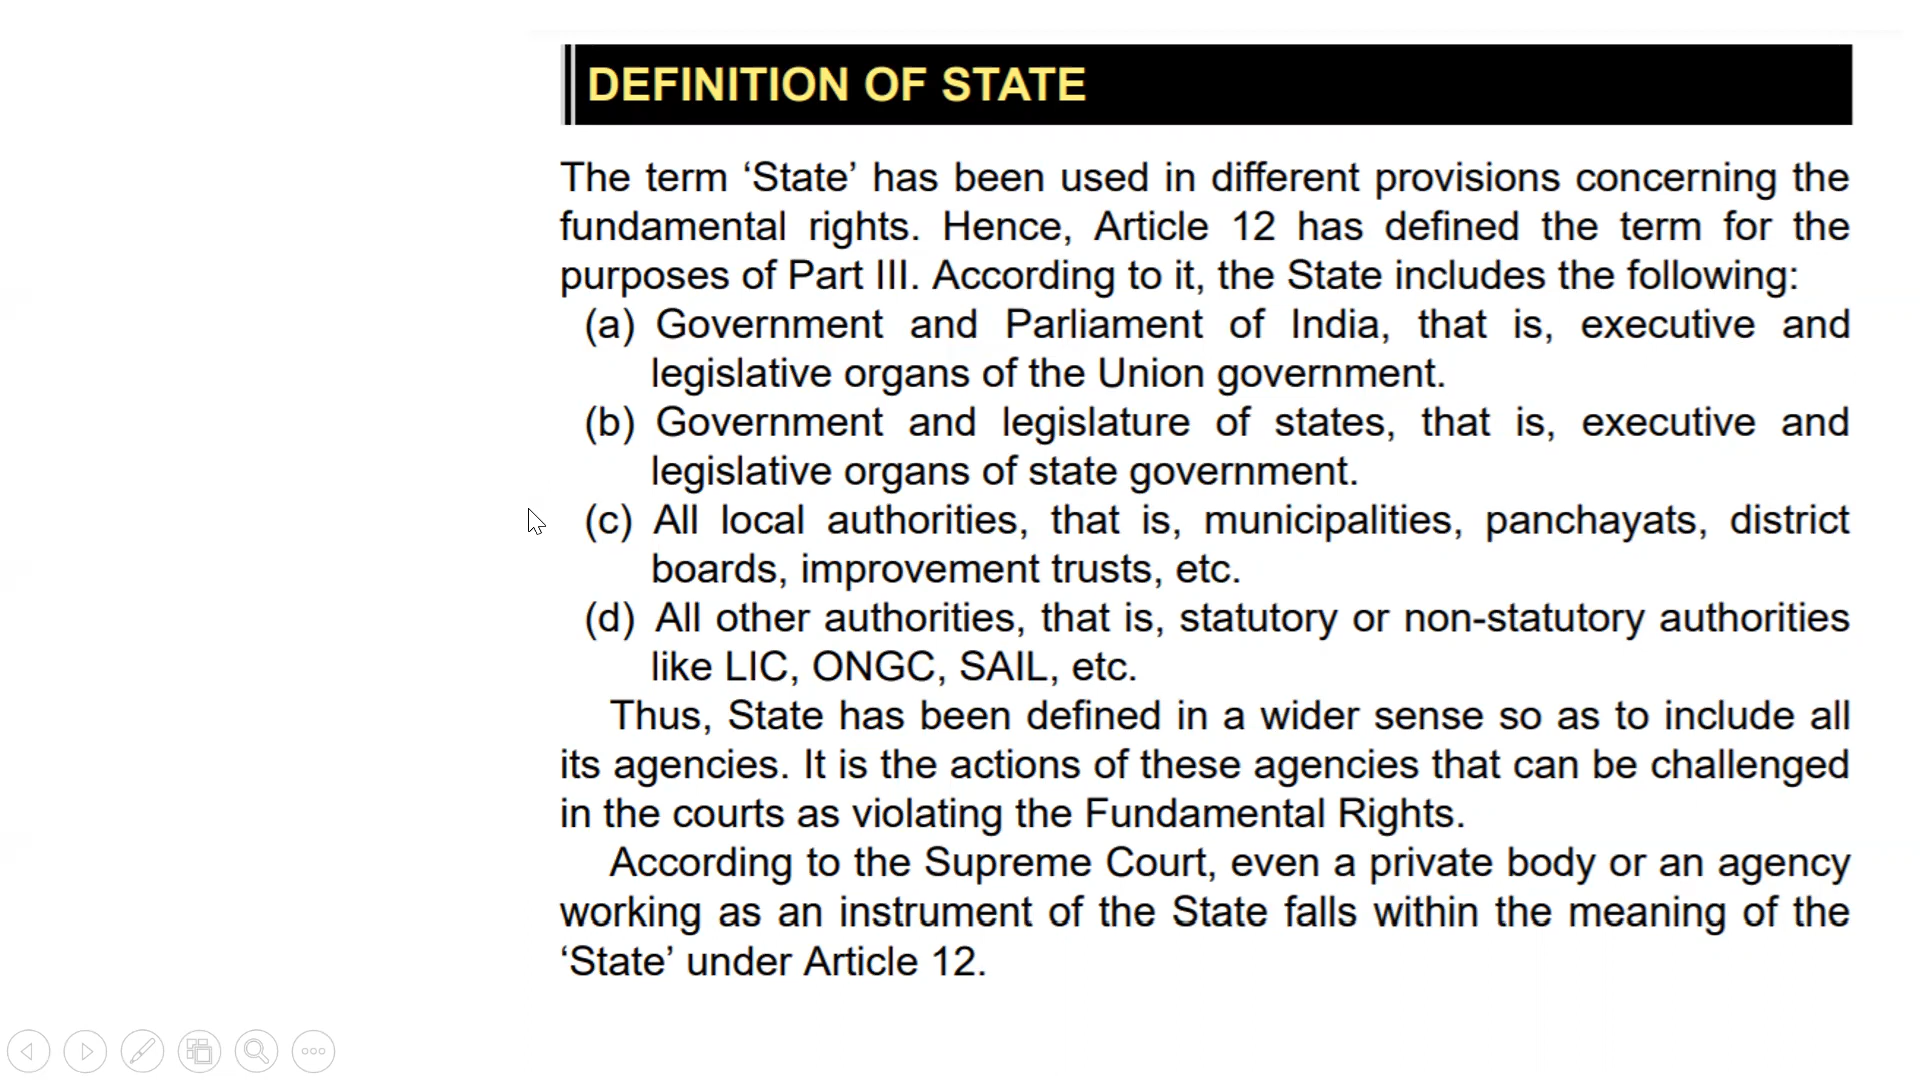 DEFINITION OF STATE
The term ‘State’ has been used in different provisions concerning the
fundamental rights. Hence, Article 12 has defined the term for the
purposes of Part III. According to it, the State includes the following:
(a) Government and Parliament of India, that is, executive and
legislative organs of the Union government.
(b) Government and legislature of states, that is, executive and
legislative organs of state government.
(c) All local authorities, that is, municipalities, panchayats, district
boards, improvement trusts, etc.
(d) All other authorities, that is, statutory or non-statutory authorities
like LIC, ONGC, SAIL, etc.
Thus, State has been defined in a wider sense so as to include all
its agencies. It is the actions of these agencies that can be challenged
in the courts as violating the Fundamental Rights.
According to the Supreme Court, even a private body or an agency
working as an instrument of the State falls within the meaning of the
‘State’ under Article 12.